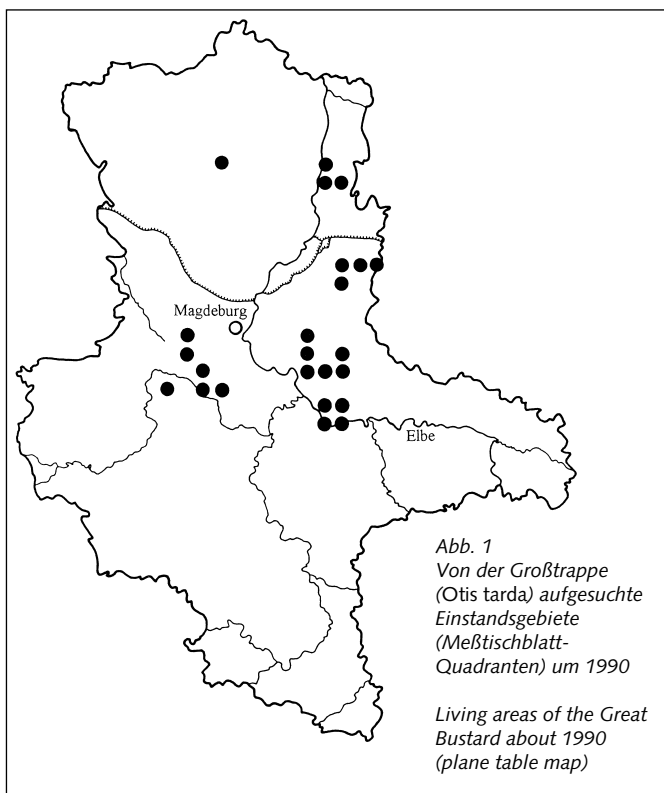 Magdeburg
Elbe
Abb. 1
Von der Großtrappe
(Otis tarda) aufgesuchte
Einstandsgebiete
(Meßtischblatt-
Quadranten) um 1990
Living areas of the Great
Bustard about 1990
(plane table map)